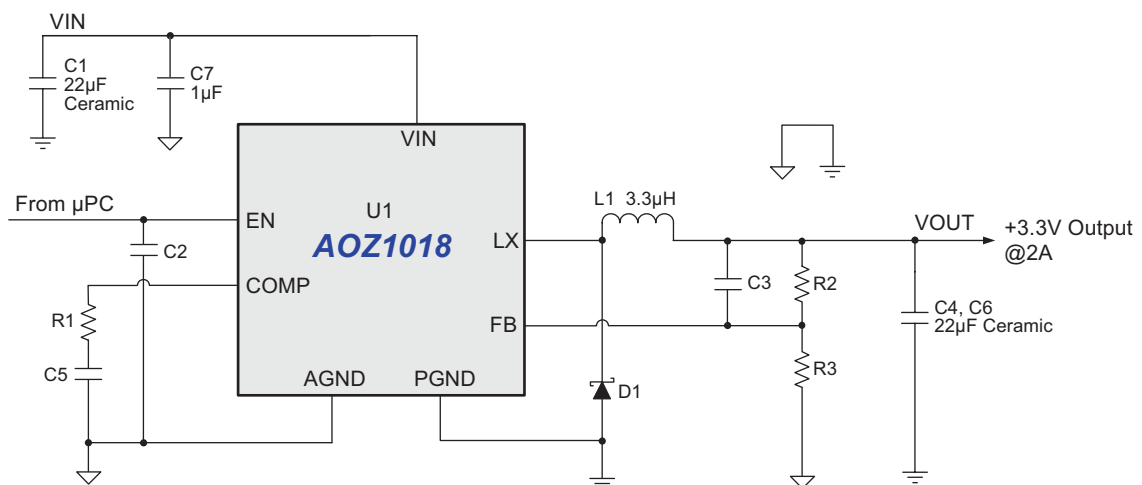 VIN
C1
22µF
Ceramic
C7
1µF
VIN
From µPC
EN
U1
AOZ1018
LX
L1 3.3µH
VOUT
+3.3V Output
@2A
C2
COMP
C3
R2
R1
FB
C4, C6
22µF Ceramic
C5
AGND
PGND
D1
R3